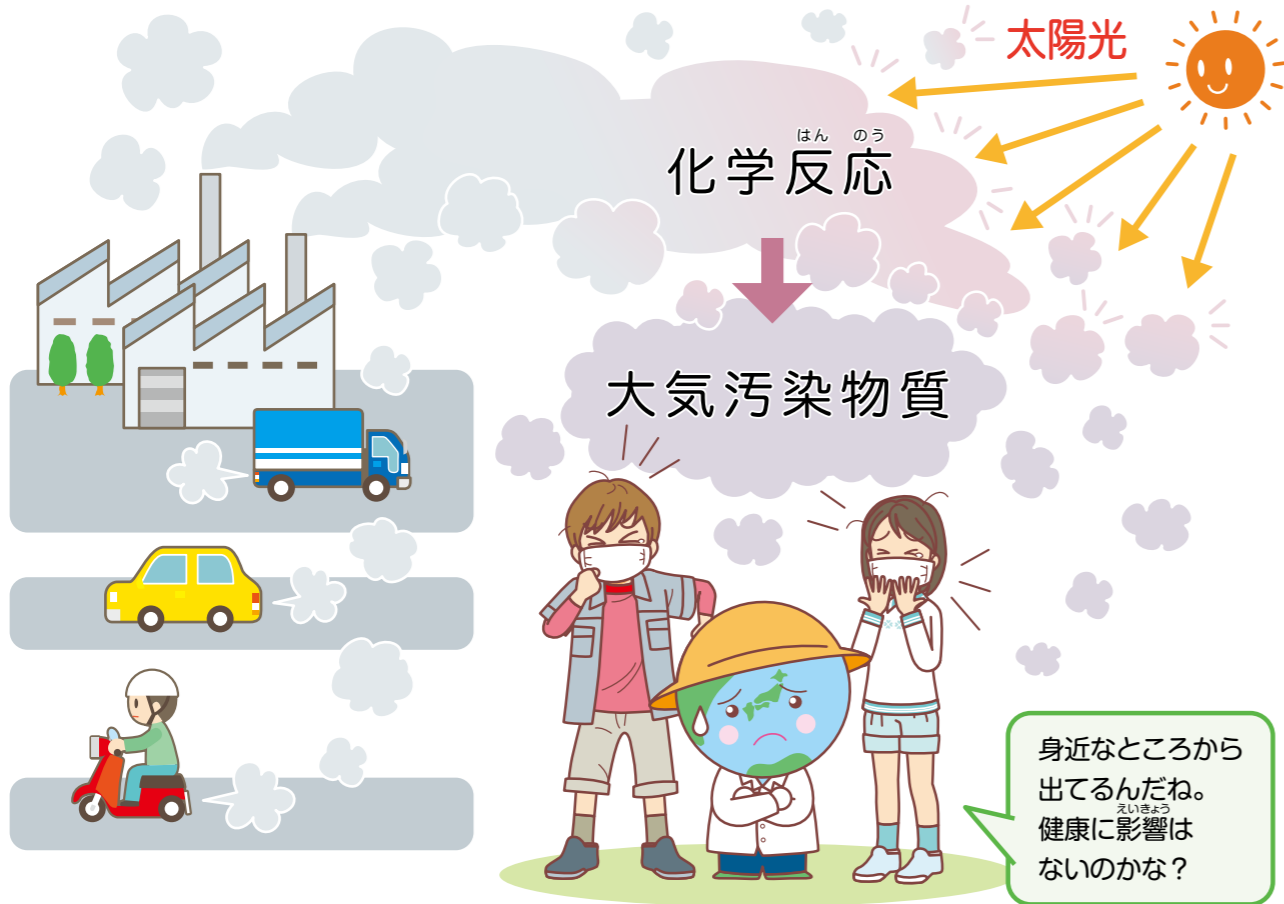 太陽光
はん のう
化学反応
大気汚染物質
身近なところから
出てるんだね。
えいきょう
健康に影響は
ないのかな？